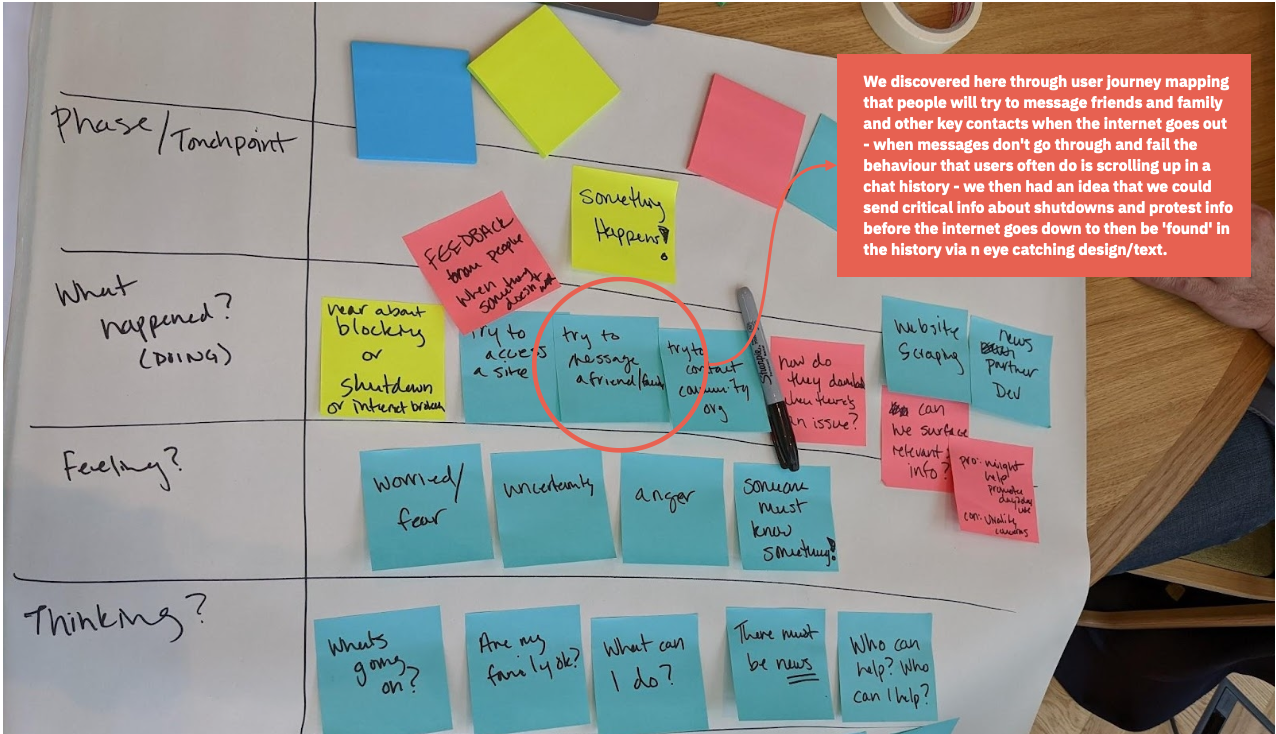 We discovered here through user journey mapping
that people will try to message friends and family
and other key contacts when the internet goes out
- when messages don't go through and fail the
behaviour that users often do is scrolling up in a
chat history - we then had an idea that we could
send critical info about shutdowns and protest info
before the internet goes down to then be 'found' in
the history via n eye catching design/text.
Phase/Touchpoint
Something
Happens!
FEEDBACK
from people
when
something
doesn't
What
happened?
(DOING)
hear about
blocking
or
shutdown
or internet broken
Try to
access
a site
try to
message
a friend/
try to
contact
community
org
Sharpie
how do
they
when there's
an issue?
website
Scraping
news
partner
Dev
can
we surface
relevant
info?
pro: might
help
promote
day2day
use
con:
concerns
Feeling?
worried/
fear
uncertainty
anger
someone
must
know
something!
Thinking?
Whats
going
on?
Are my
family ok?
What can
I do?
There must
be news
Who can
help? Who
can I help?